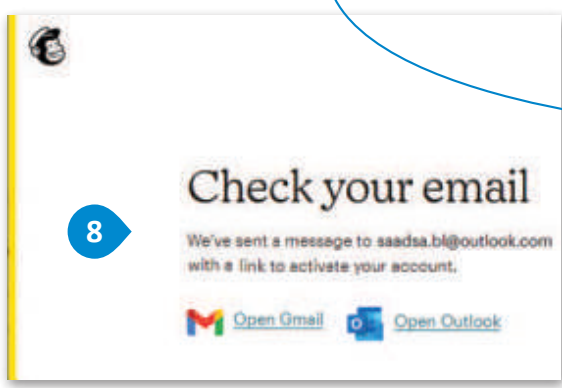 Check your email
8
We've sent a message to saadsa.bl@outlook.com
with a link to activate your account.
Open Gmail
Open Outlook